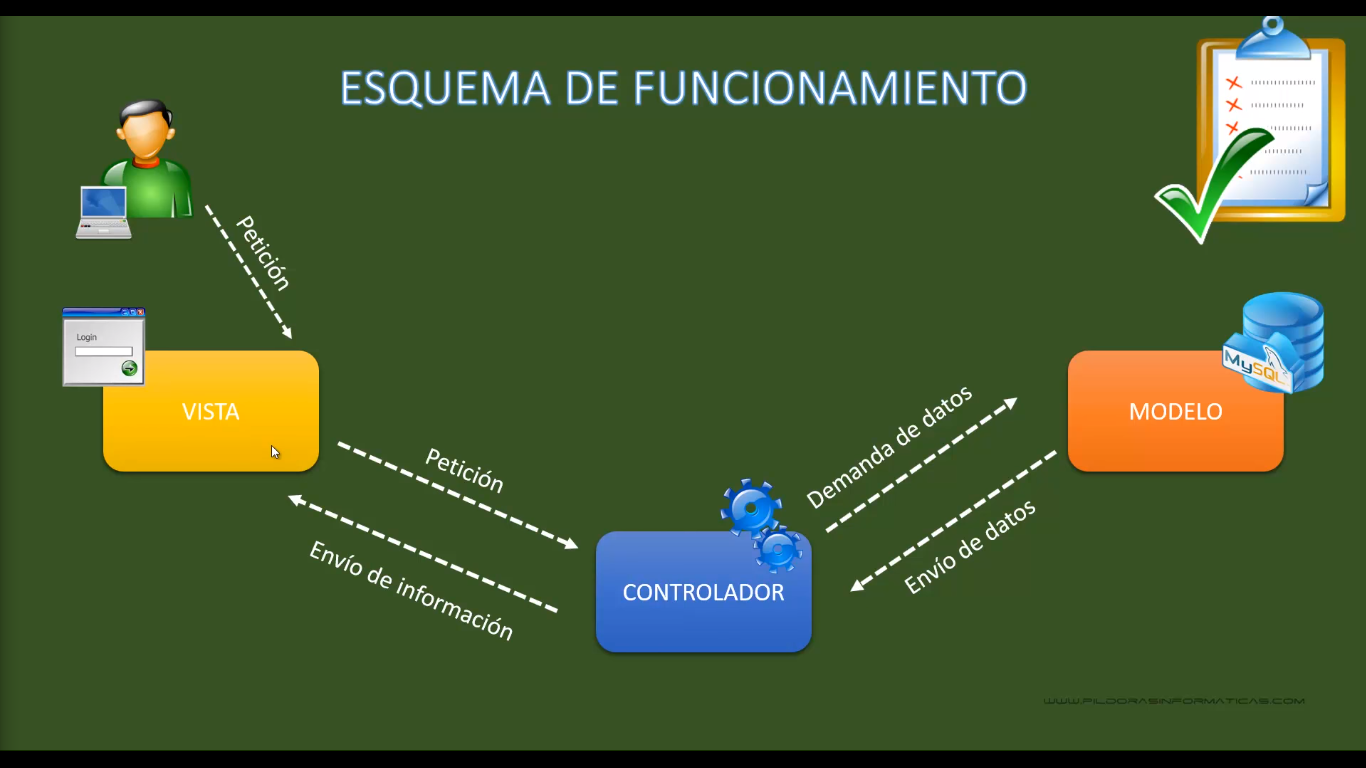 ESQUEMA DE FUNCIONAMIENTO
Petición
Login
VISTA
MySQL
MODELO
Petición
Demanda de datos
Envío de información
CONTROLADOR
Envío de datos
WWW.PILDORASINFORMATICAS.COM